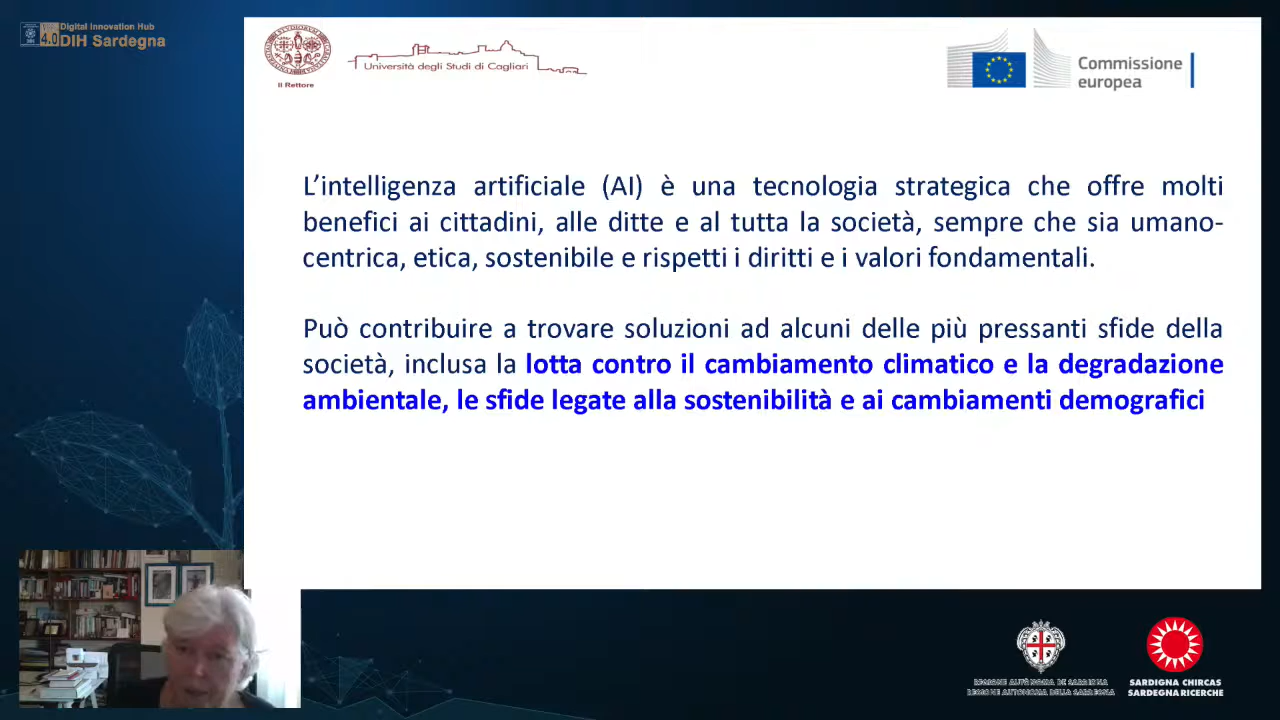 Digital Innovation Hub
4.0 DIH Sardegna
Università degli Studi di Cagliari
Il Rettore
Commissione
europea
L'intelligenza artificiale (AI) è una tecnologia strategica che offre molti
benefici ai cittadini, alle ditte e al tutta la società, sempre che sia umano-
centrica, etica, sostenibile e rispetti i diritti e i valori fondamentali.
Può contribuire a trovare soluzioni ad alcuni delle più pressanti sfide della
società, inclusa la lotta contro il cambiamento climatico e la degradazione
ambientale, le sfide legate alla sostenibilità e ai cambiamenti demografici
REGIONE AUTÒNOMA DE SARDIGNA
REGIONE AUTONOMA DELLA SARDEGNA
SARDIGNA CHIRCAS
SARDEGNA RICERCHE